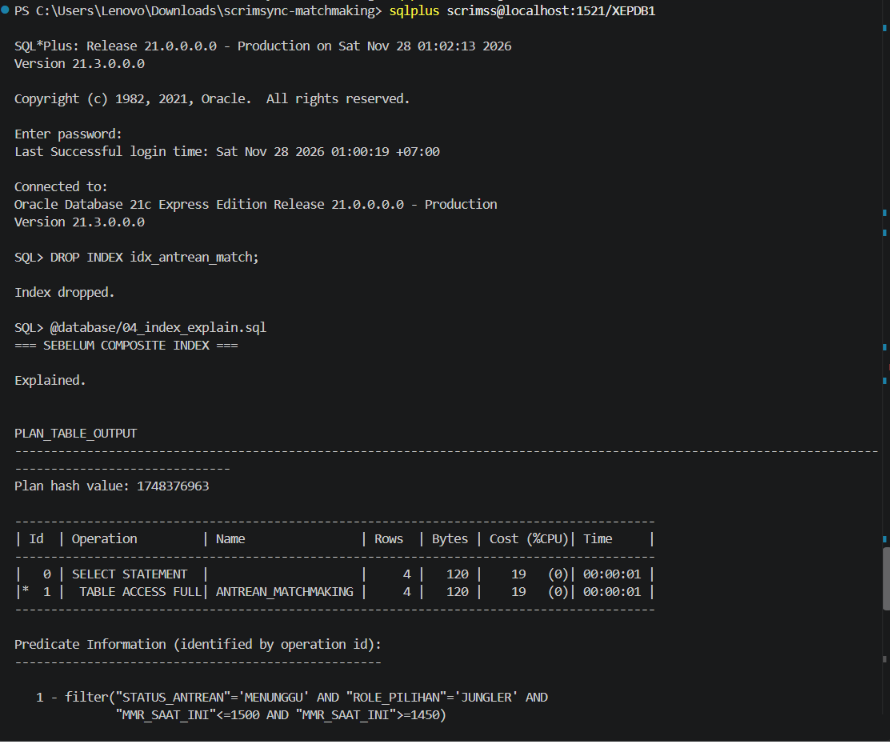 PS C:\Users\Lenovo\Downloads\scrimsync-matchmaking> sqlplus scrimss@localhost:1521/XEPDB1
SQL*Plus: Release 21.0.0.0.0 - Production on Sat Nov 28 01:02:13 2026
Version 21.3.0.0.0
Copyright (c) 1982, 2021, Oracle.  All rights reserved.
Enter password:
Last Successful login time: Sat Nov 28 2026 01:00:19 +07:00
Connected to:
Oracle Database 21c Express Edition Release 21.0.0.0.0 - Production
Version 21.3.0.0.0
SQL> DROP INDEX idx_antrean_match;
Index dropped.
SQL> @database/04_index_explain.sql
=== SEBELUM COMPOSITE INDEX ===
Explained.
PLAN_TABLE_OUTPUT
------------------------------------------------------------------------------------------------------------------------
------------------------------
Plan hash value: 1748376963
-----------------------------------------------------------------------------------------
| Id  | Operation         | Name                | Rows  | Bytes | Cost (%CPU)| Time     |
-----------------------------------------------------------------------------------------
|   0 | SELECT STATEMENT  |                     |     4 |   120 |    19   (0)| 00:00:01 |
|*  1 |  TABLE ACCESS FULL| ANTREAN_MATCHMAKING |     4 |   120 |    19   (0)| 00:00:01 |
-----------------------------------------------------------------------------------------
Predicate Information (identified by operation id):
---------------------------------------------------
1 - filter("STATUS_ANTREAN"='MENUNGGU' AND "ROLE_PILIHAN"='JUNGLER' AND
"MMR_SAAT_INI"<=1500 AND "MMR_SAAT_INI">=1450)